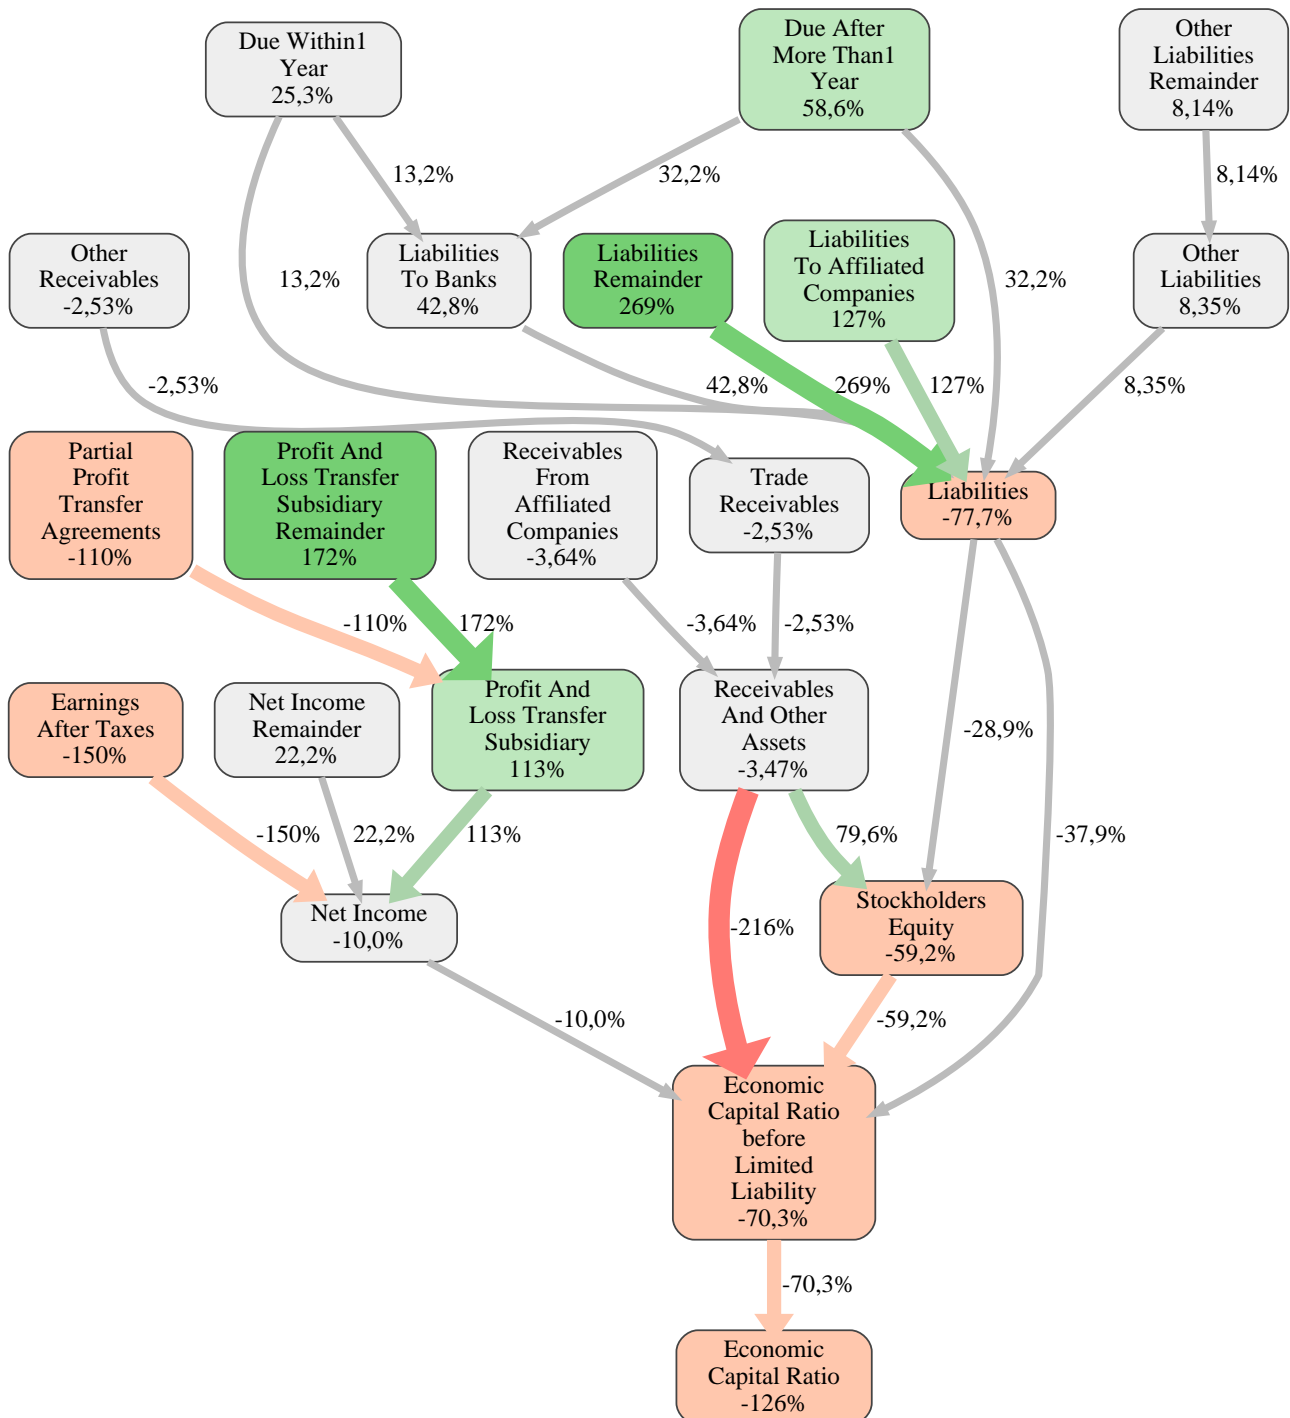 Due Within1
Year
25,3%
Due After
More Than1
Year
58,6%
Other
Liabilities
Remainder
8,14%
13,2%
32,2%
8,14%
Other
Receivables
-2,53%
13,2%
Liabilities
To Banks
42,8%
Liabilities
Remainder
269%
Liabilities
To Affiliated
Companies
127%
32,2%
Other
Liabilities
8,35%
-2,53%
42,8%
269%
127%
8,35%
Partial
Profit
Transfer
Agreements
-110%
Profit And
Loss Transfer
Subsidiary
Remainder
172%
Receivables
From
Affiliated
Companies
-3,64%
Trade
Receivables
-2,53%
Liabilities
-77,7%
-110%
172%
-3,64%
-2,53%
Earnings
After Taxes
-150%
Net Income
Remainder
22,2%
Profit And
Loss Transfer
Subsidiary
113%
Receivables
And Other
Assets
-3,47%
-28,9%
-150%
22,2%
113%
79,6%
-37,9%
Net Income
-10,0%
-216%
Stockholders
Equity
-59,2%
-10,0%
-59,2%
Economic
Capital Ratio
before
Limited
Liability
-70,3%
-70,3%
Economic
Capital Ratio
-126%